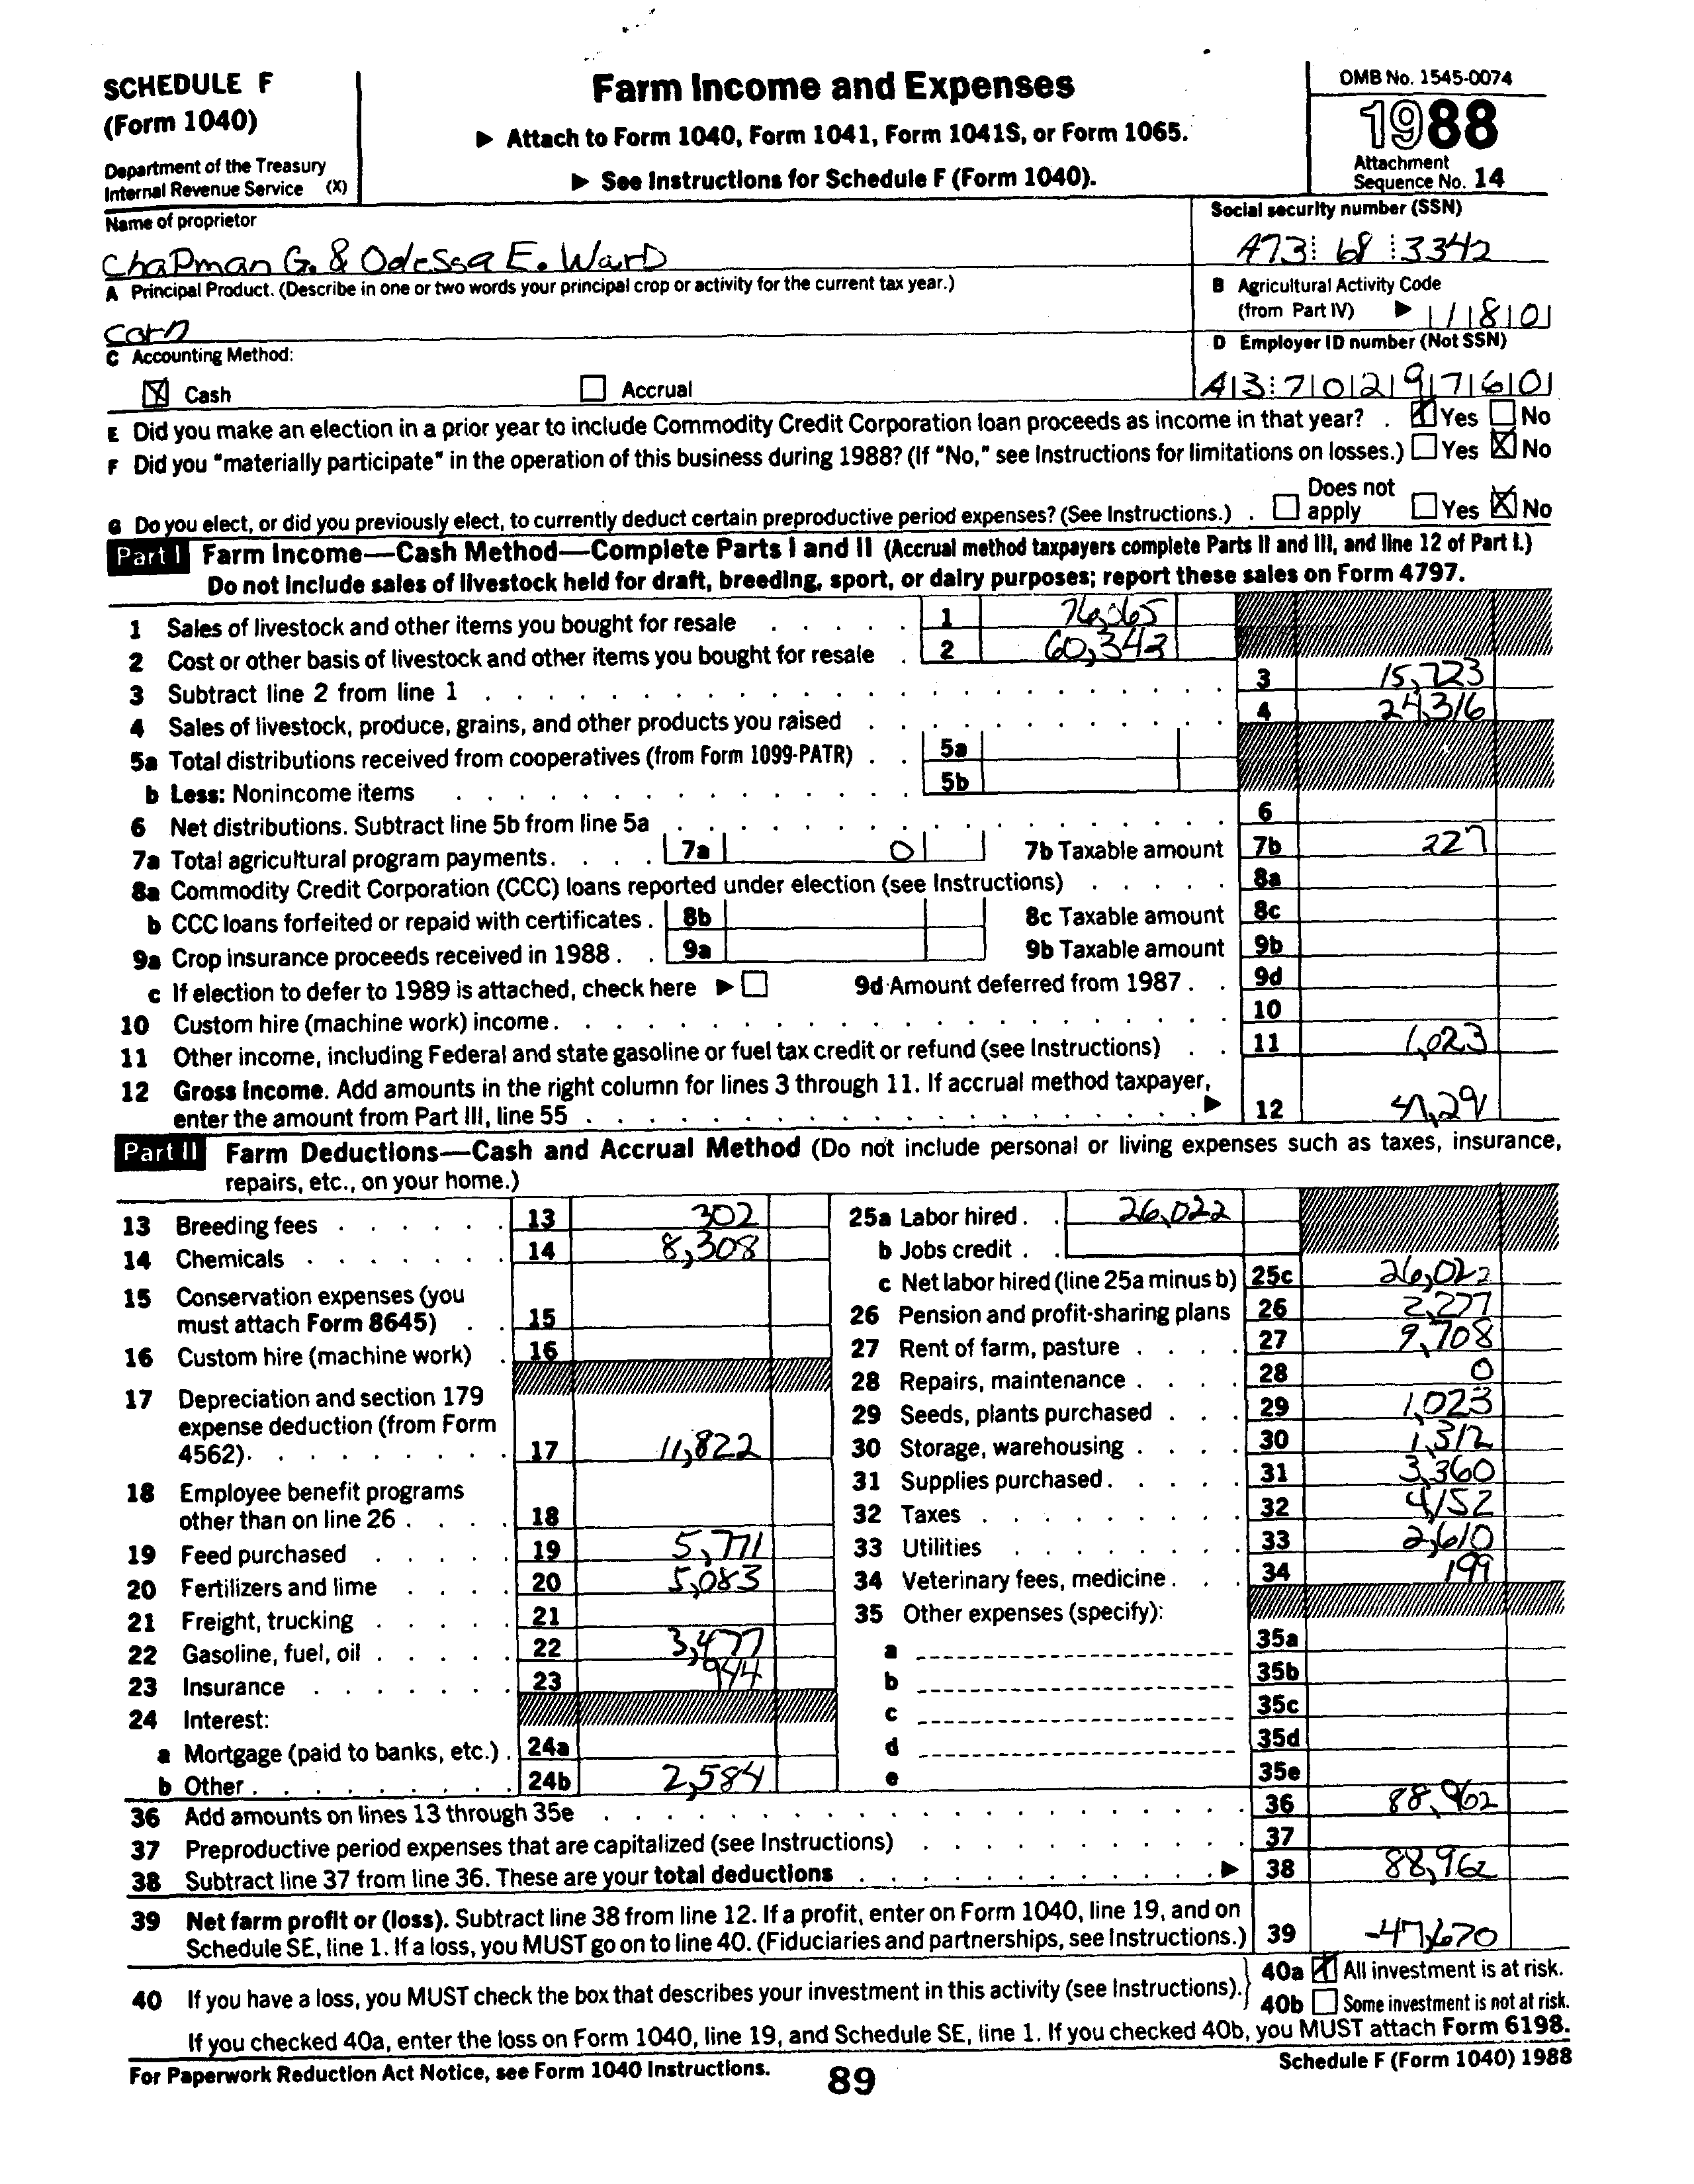 SCHEDULE F
(Form 1040)
Department of the Treasury
Internal Revenue Service (X)
Farm Income and Expenses
▶ Attach to Form 1040, Form 1041, Form 1041S, or Form 1065.
▶ See Instructions for Schedule F (Form 1040).
OMB No. 1545-0074
1988
Attachment
Sequence No. 14
Name of proprietor
Chapman G. & Odessa E. Ward
Social security number (SSN)
A73 68 3342
A Principal Product. (Describe in one or two words your principal crop or activity for the current tax year.)
corn
B Agricultural Activity Code
(from Part IV) ▶ 1|1|8|0|
C Accounting Method:
Cash
Accrual
D Employer ID number (Not SSN)
A|3|7|0|2|9|7|6|0|
E Did you make an election in a prior year to include Commodity Credit Corporation loan proceeds as income in that year? . Yes No
F Did you "materially participate" in the operation of this business during 1988? (If "No," see Instructions for limitations on losses.) Yes No
G Do you elect, or did you previously elect, to currently deduct certain preproductive period expenses? (See Instructions.) . Does not apply Yes No
Part I Farm Income—Cash Method—Complete Parts I and II (Accrual method taxpayers complete Parts II and III, and line 12 of Part I.)
Do not include sales of livestock held for draft, breeding, sport, or dairy purposes; report these sales on Form 4797.
1 Sales of livestock and other items you bought for resale 1 76,065
2 Cost or other basis of livestock and other items you bought for resale 2 60,342
3 Subtract line 2 from line 1 3 15,723
4 Sales of livestock, produce, grains, and other products you raised 4 24,316
5a Total distributions received from cooperatives (from Form 1099-PATR) 5a
b Less: Nonincome items 5b
6 Net distributions. Subtract line 5b from line 5a 6
7a Total agricultural program payments. 7a 0 7b Taxable amount 7b 227
8a Commodity Credit Corporation (CCC) loans reported under election (see Instructions) 8a
b CCC loans forfeited or repaid with certificates . 8b 8c Taxable amount 8c
9a Crop insurance proceeds received in 1988 . 9a 9b Taxable amount 9b
c If election to defer to 1989 is attached, check here ▶ 9d Amount deferred from 1987 . 9d
10 Custom hire (machine work) income. 10
11 Other income, including Federal and state gasoline or fuel tax credit or refund (see Instructions) 11 1,023
12 Gross Income. Add amounts in the right column for lines 3 through 11. If accrual method taxpayer,
enter the amount from Part III, line 55 ▶ 12 41,291
Part II Farm Deductions—Cash and Accrual Method (Do not include personal or living expenses such as taxes, insurance,
repairs, etc., on your home.)
13 Breeding fees 13 302
14 Chemicals 14 8,308
15 Conservation expenses (you
must attach Form 8645) 15
16 Custom hire (machine work) 16
17 Depreciation and section 179
expense deduction (from Form
4562). 17 11,822
18 Employee benefit programs
other than on line 26 . 18
19 Feed purchased 19 5,771
20 Fertilizers and lime 20 5,083
21 Freight, trucking 21
22 Gasoline, fuel, oil 22 3,477
23 Insurance 23 944
24 Interest:
a Mortgage (paid to banks, etc.) . 24a
b Other 24b 2,584
25a Labor hired . 26,022
b Jobs credit .
c Net labor hired (line 25a minus b) 25c 26,022
26 Pension and profit-sharing plans 26 2,277
27 Rent of farm, pasture 27 9,708
28 Repairs, maintenance 28 0
29 Seeds, plants purchased 29 1,023
30 Storage, warehousing 30 1,312
31 Supplies purchased. 31 3,360
32 Taxes 32 4,152
33 Utilities 33 2,610
34 Veterinary fees, medicine. 34 199
35 Other expenses (specify):
a 35a
b 35b
c 35c
d 35d
e 35e
36 Add amounts on lines 13 through 35e 36 88,962
37 Preproductive period expenses that are capitalized (see Instructions) 37
38 Subtract line 37 from line 36. These are your total deductions ▶ 38 88,962
39 Net farm profit or (loss). Subtract line 38 from line 12. If a profit, enter on Form 1040, line 19, and on
Schedule SE, line 1. If a loss, you MUST go on to line 40. (Fiduciaries and partnerships, see Instructions.) 39 -47,670
40 If you have a loss, you MUST check the box that describes your investment in this activity (see Instructions).
40a All investment is at risk.
40b Some investment is not at risk.
If you checked 40a, enter the loss on Form 1040, line 19, and Schedule SE, line 1. If you checked 40b, you MUST attach Form 6198.
For Paperwork Reduction Act Notice, see Form 1040 Instructions.
89
Schedule F (Form 1040) 1988